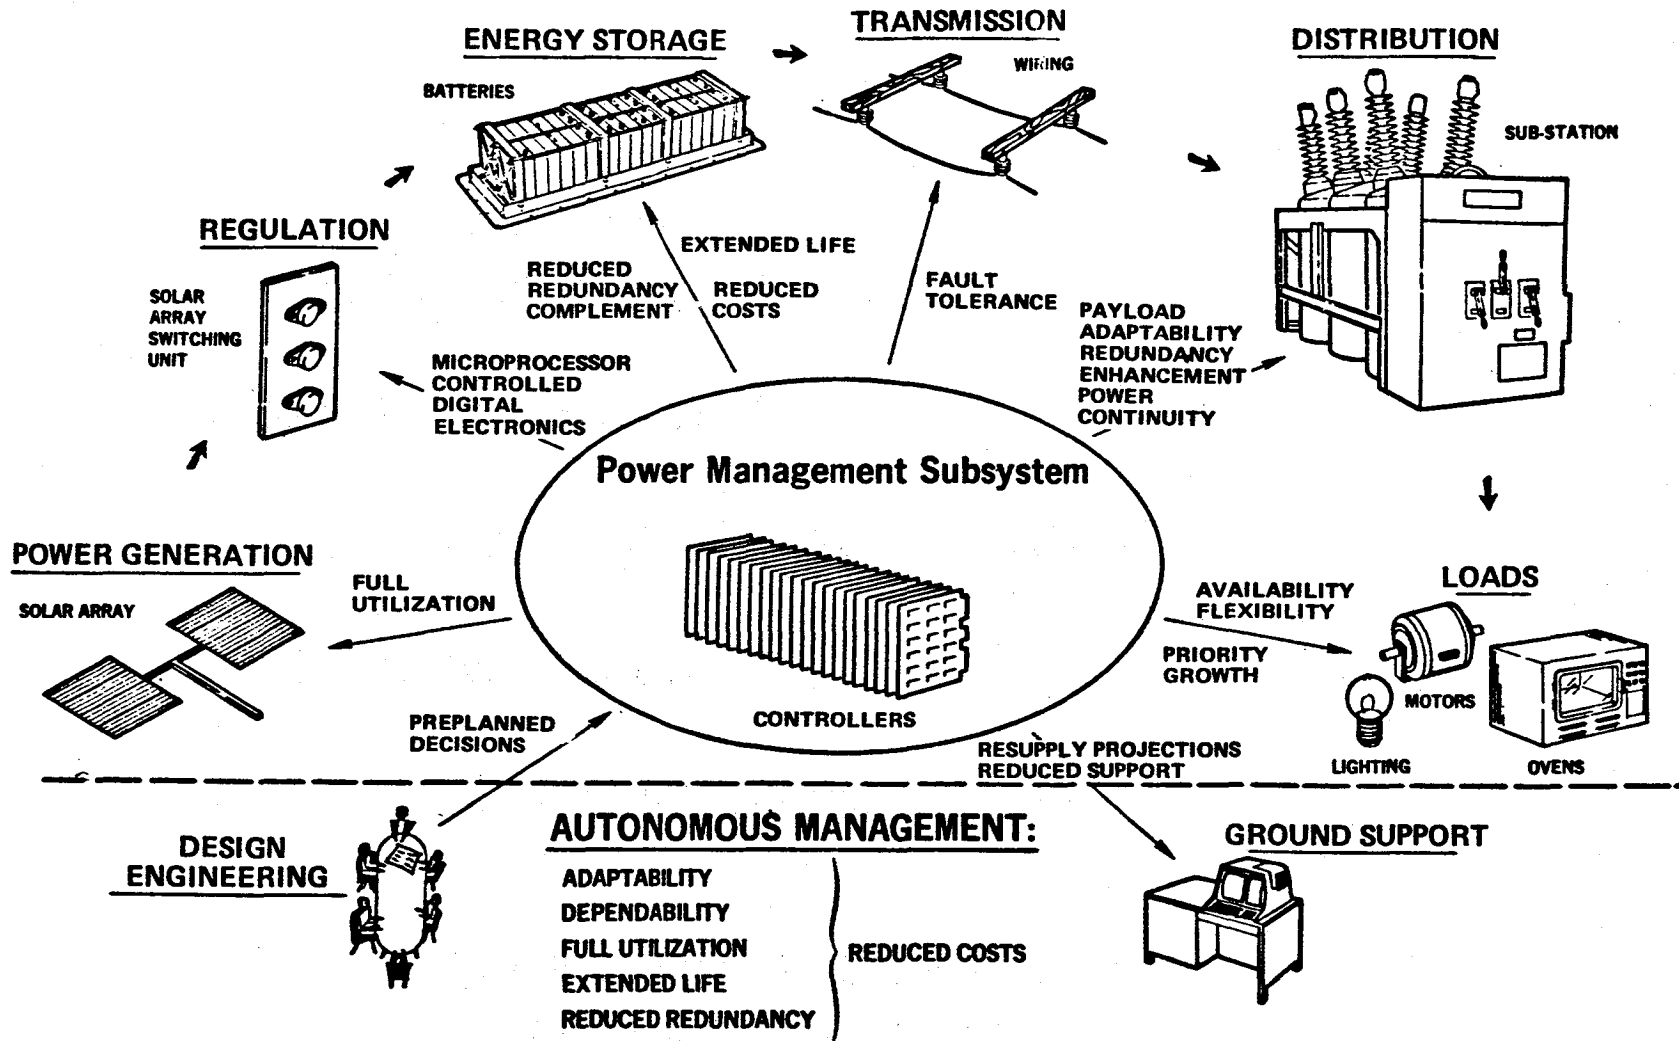 TRANSMISSION
ENERGY STORAGE
DISTRIBUTION
WIRING
BATTERIES
SUB-STATION
REGULATION
EXTENDED LIFE
REDUCED
REDUNDANCY
COMPLEMENT
REDUCED
COSTS
FAULT
TOLERANCE
SOLAR
ARRAY
SWITCHING
UNIT
PAYLOAD
ADAPTABILITY
REDUNDANCY
ENHANCEMENT
POWER
CONTINUITY
MICROPROCESSOR
CONTROLLED
DIGITAL
ELECTRONICS
Power Management Subsystem
POWER GENERATION
SOLAR ARRAY
FULL
UTILIZATION
AVAILABILITY
FLEXIBILITY
LOADS
PRIORITY
GROWTH
MOTORS
CONTROLLERS
PREPLANNED
DECISIONS
RESUPPLY PROJECTIONS
REDUCED SUPPORT
LIGHTING
OVENS
DESIGN
ENGINEERING
AUTONOMOUS MANAGEMENT:
ADAPTABILITY
DEPENDABILITY
FULL UTILIZATION
EXTENDED LIFE
REDUCED REDUNDANCY
REDUCED COSTS
GROUND SUPPORT